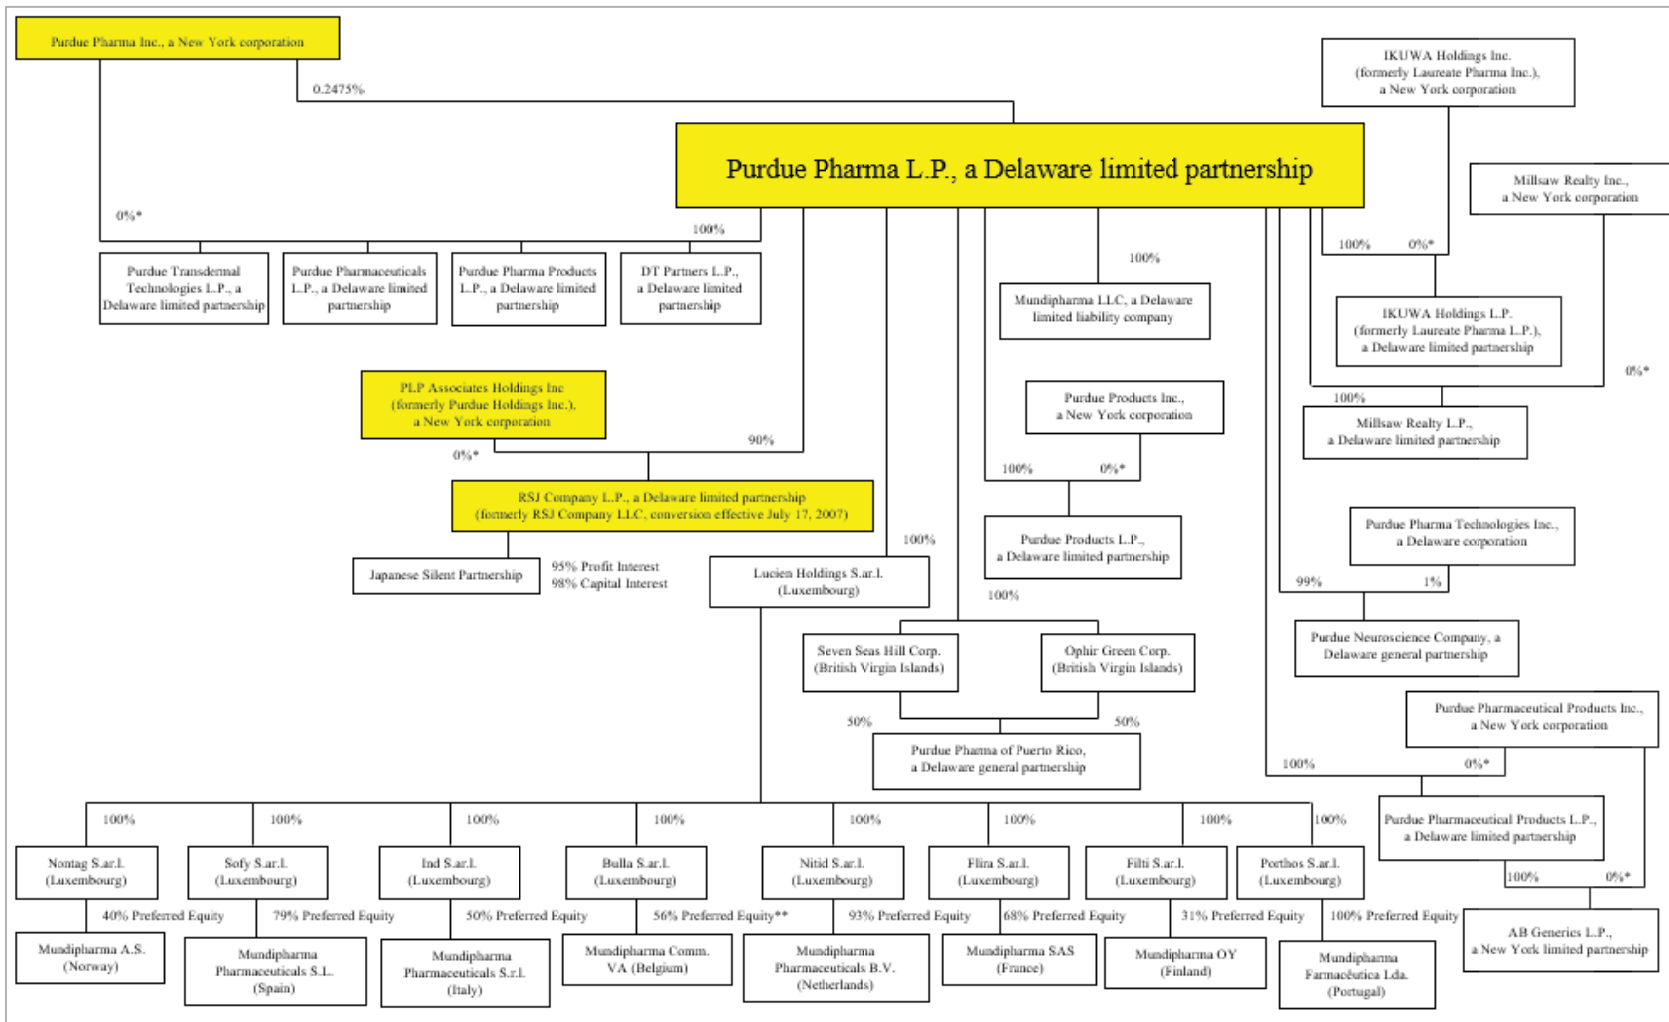 Purdue Pharma Inc., a New York corporation
0.2475%
IKUWA Holdings Inc.
(formerly Laureate Pharma Inc.),
a New York corporation
Purdue Pharma L.P., a Delaware limited partnership
Millsaw Realty Inc.,
a New York corporation
0%*
100%
100%
0%*
100%
Purdue Transdermal
Technologies L.P., a
Delaware limited partnership
Purdue Pharmaceuticals
L.P., a Delaware limited
partnership
Purdue Pharma Products
L.P., a Delaware limited
partnership
DT Partners L.P.,
a Delaware limited
partnership
Mundipharma LLC, a Delaware
limited liability company
IKUWA Holdings L.P.
(formerly Laureate Pharma L.P.),
a Delaware limited partnership
0%*
100%
PLP Associates Holdings Inc
(formerly Purdue Holdings Inc.),
a New York corporation
Purdue Products Inc.,
a New York corporation
Millsaw Realty L.P.,
a Delaware limited partnership
90%
0%*
100%
0%*
RSJ Company L.P., a Delaware limited partnership
(formerly RSJ Company LLC, conversion effective July 17, 2007)
Purdue Pharma Technologies Inc.,
a Delaware corporation
100%
Purdue Products L.P.,
a Delaware limited partnership
Japanese Silent Partnership
95% Profit Interest
98% Capital Interest
Lucien Holdings S.ar.l.
(Luxembourg)
99%
1%
100%
Seven Seas Hill Corp.
(British Virgin Islands)
Ophir Green Corp.
(British Virgin Islands)
Purdue Neuroscience Company, a
Delaware general partnership
50%
50%
Purdue Pharmaceutical Products Inc.,
a New York corporation
Purdue Pharma of Puerto Rico,
a Delaware general partnership
100%
0%*
Purdue Pharmaceutical Products L.P.,
a Delaware limited partnership
100%
100%
100%
100%
100%
100%
100%
100%
Nontag S.ar.l.
(Luxembourg)
Sofy S.ar.l.
(Luxembourg)
Ind S.ar.l.
(Luxembourg)
Bulla S.ar.l.
(Luxembourg)
Nitid S.ar.l.
(Luxembourg)
Flira S.ar.l.
(Luxembourg)
Filti S.ar.l.
(Luxembourg)
Porthos S.ar.l.
(Luxembourg)
100%
0%*
40% Preferred Equity
79% Preferred Equity
50% Preferred Equity
56% Preferred Equity**
93% Preferred Equity
68% Preferred Equity
31% Preferred Equity
100% Preferred Equity
Mundipharma A.S.
(Norway)
Mundipharma
Pharmaceuticals S.L.
(Spain)
Mundipharma
Pharmaceuticals S.r.l.
(Italy)
Mundipharma Comm.
VA (Belgium)
Mundipharma
Pharmaceuticals B.V.
(Netherlands)
Mundipharma SAS
(France)
Mundipharma OY
(Finland)
Mundipharma
Farmacêutica Lda.
(Portugal)
AB Generics L.P.,
a New York limited partnership